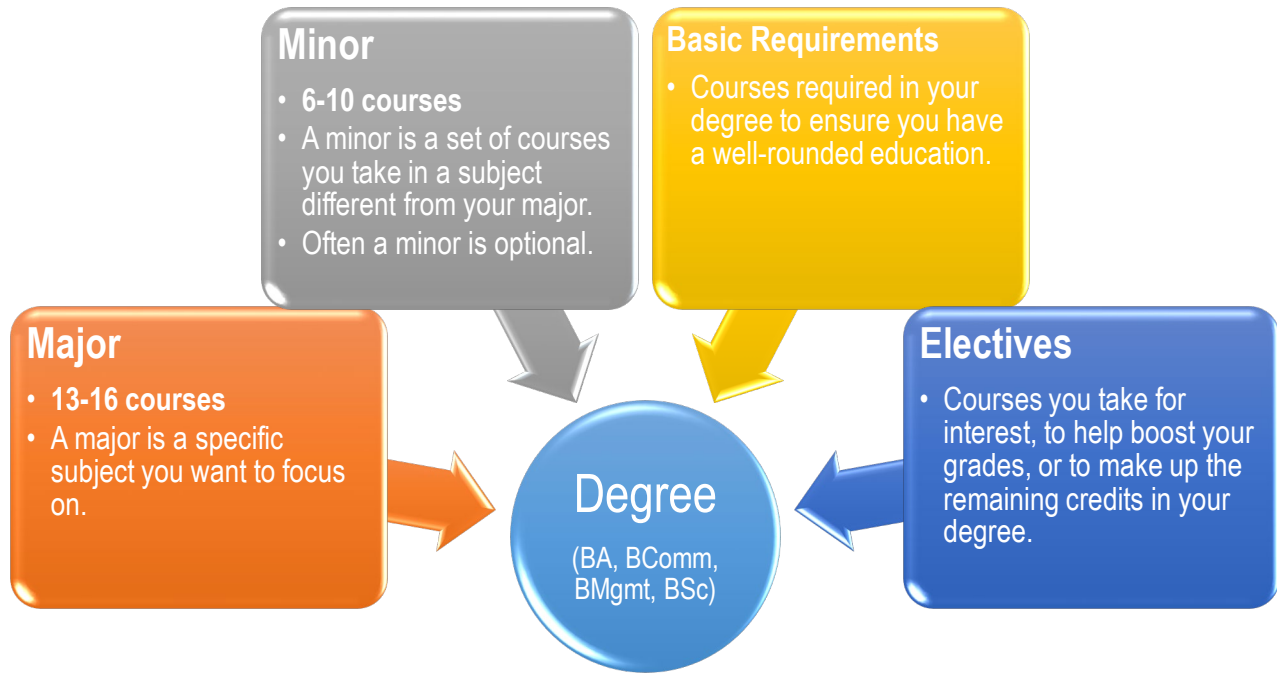 Minor
• 6-10 courses
• A minor is a set of courses
you take in a subject
different from your major.
• Often a minor is optional.
Basic Requirements
• Courses required in your
degree to ensure you have
a well-rounded education.
Major
• 13-16 courses
• A major is a specific
subject you want to focus
on.
Electives
• Courses you take for
interest, to help boost your
grades, or to make up the
remaining credits in your
degree.
Degree
(BA, BComm,
BMgmt, BSc)